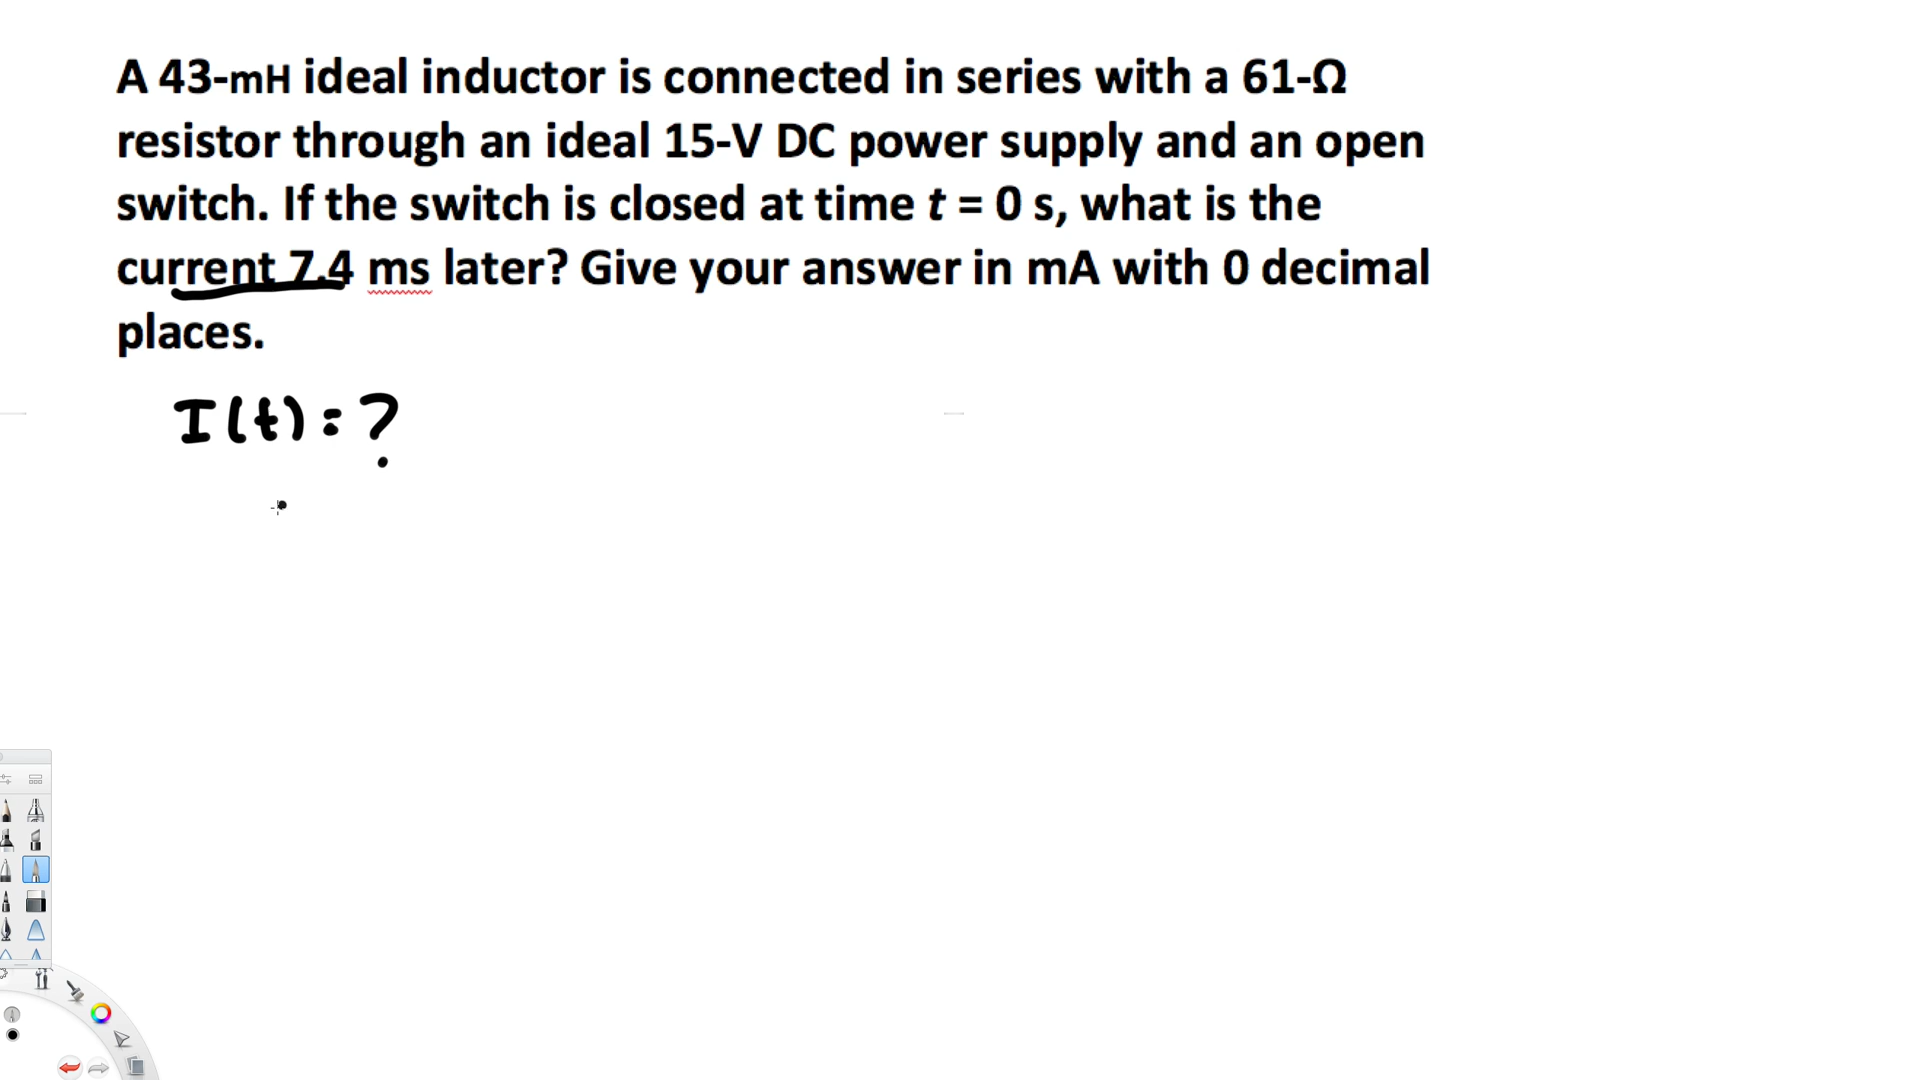 A 43-mH ideal inductor is connected in series with a 61-Ω
resistor through an ideal 15-V DC power supply and an open
switch. If the switch is closed at time t = 0 s, what is the
current 7.4 ms later? Give your answer in mA with 0 decimal
places.
I(t) = ?